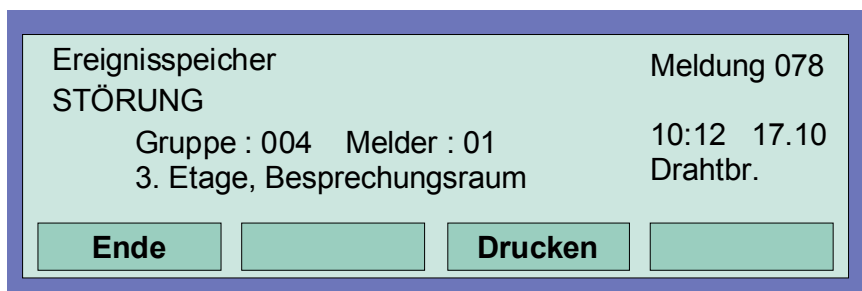 Ereignisspeicher Meldung 078
STÖRUNG
Gruppe : 004 Melder : 01 10:12 17.10
3. Etage, Besprechungsraum Drahtbr.
Ende Drucken